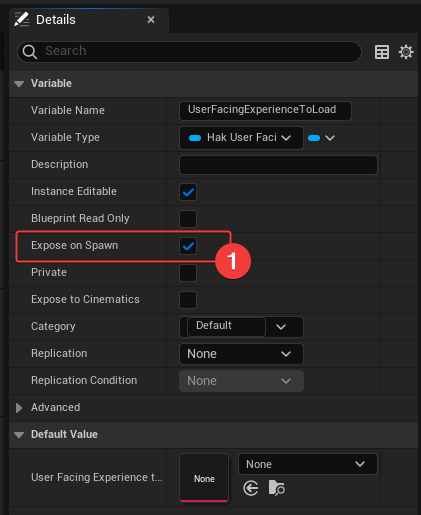 Details
Search
Variable
Variable Name UserFacingExperienceToLoad
Variable Type Hak User Faci
Description
Instance Editable
Blueprint Read Only
Expose on Spawn
1
Private
Expose to Cinematics
Category Default
Replication None
Replication Condition None
Advanced
Default Value
User Facing Experience t... None None